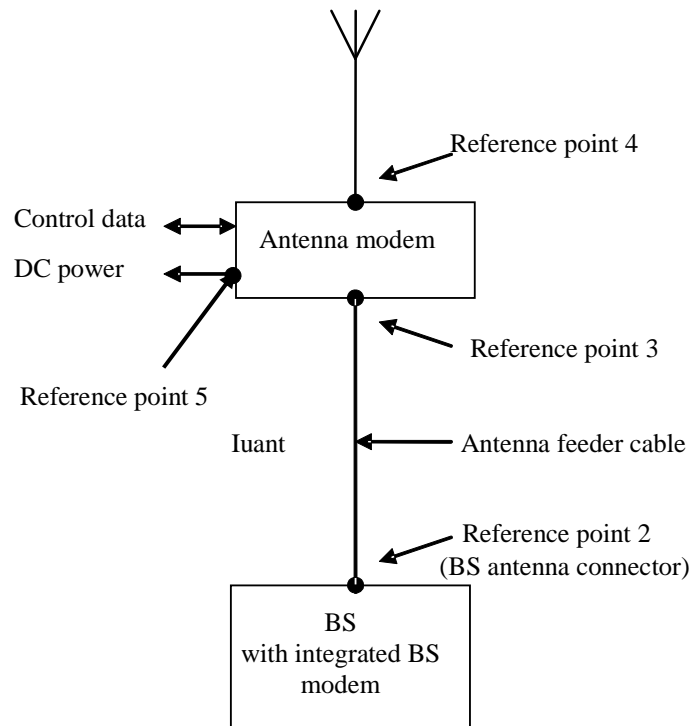 Reference point 4
Control data
Antenna modem
DC power
Reference point 3
Reference point 5
Iuant
Antenna feeder cable
Reference point 2
(BS antenna connector)
BS
with integrated BS
modem